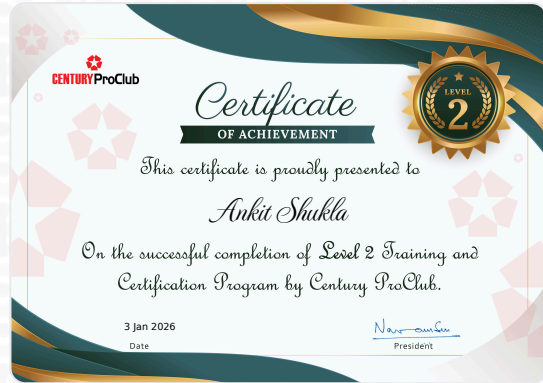 CENTURY ProClub
Certificate
OF ACHIEVEMENT
LEVEL
2
This certificate is proudly presented to
Ankit Shukla
On the successful completion of Level 2 Training and
Certification Program by Century ProClub.
3 Jan 2026
Date
President